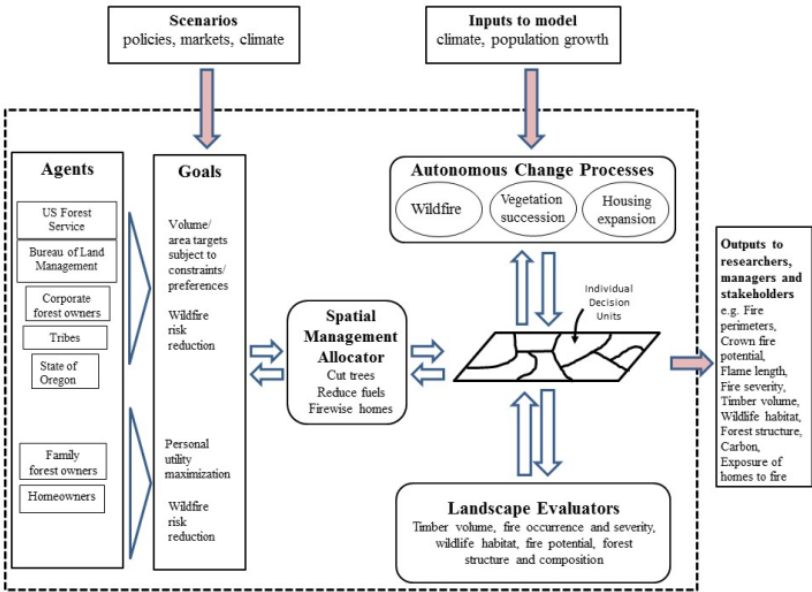 Scenarios
policies, markets, climate
Inputs to model
climate, population growth
Agents
US Forest
Service
Bureau of Land
Management
Corporate
forest owners
Tribes
State of
Oregon
Family
forest owners
Homeowners
Goals
Volume/
area targets
subject to
constraints/
preferences
Wildfire
risk
reduction
Personal
utility
maximization
Wildfire
risk
reduction
Spatial
Management
Allocator
Cut trees
Reduce fuels
Firewise homes
Autonomous Change Processes
Wildfire
Vegetation
succession
Housing
expansion
Individual
Decision
Units
Landscape Evaluators
Timber volume, fire occurrence and severity,
wildlife habitat, fire potential, forest
structure and composition
Outputs to
researchers,
managers and
stakeholders
e.g. Fire
perimeters,
Crown fire
potential,
Flame length,
Fire severity,
Timber volume,
Wildlife habitat,
Forest structure,
Carbon,
Exposure of
homes to fire